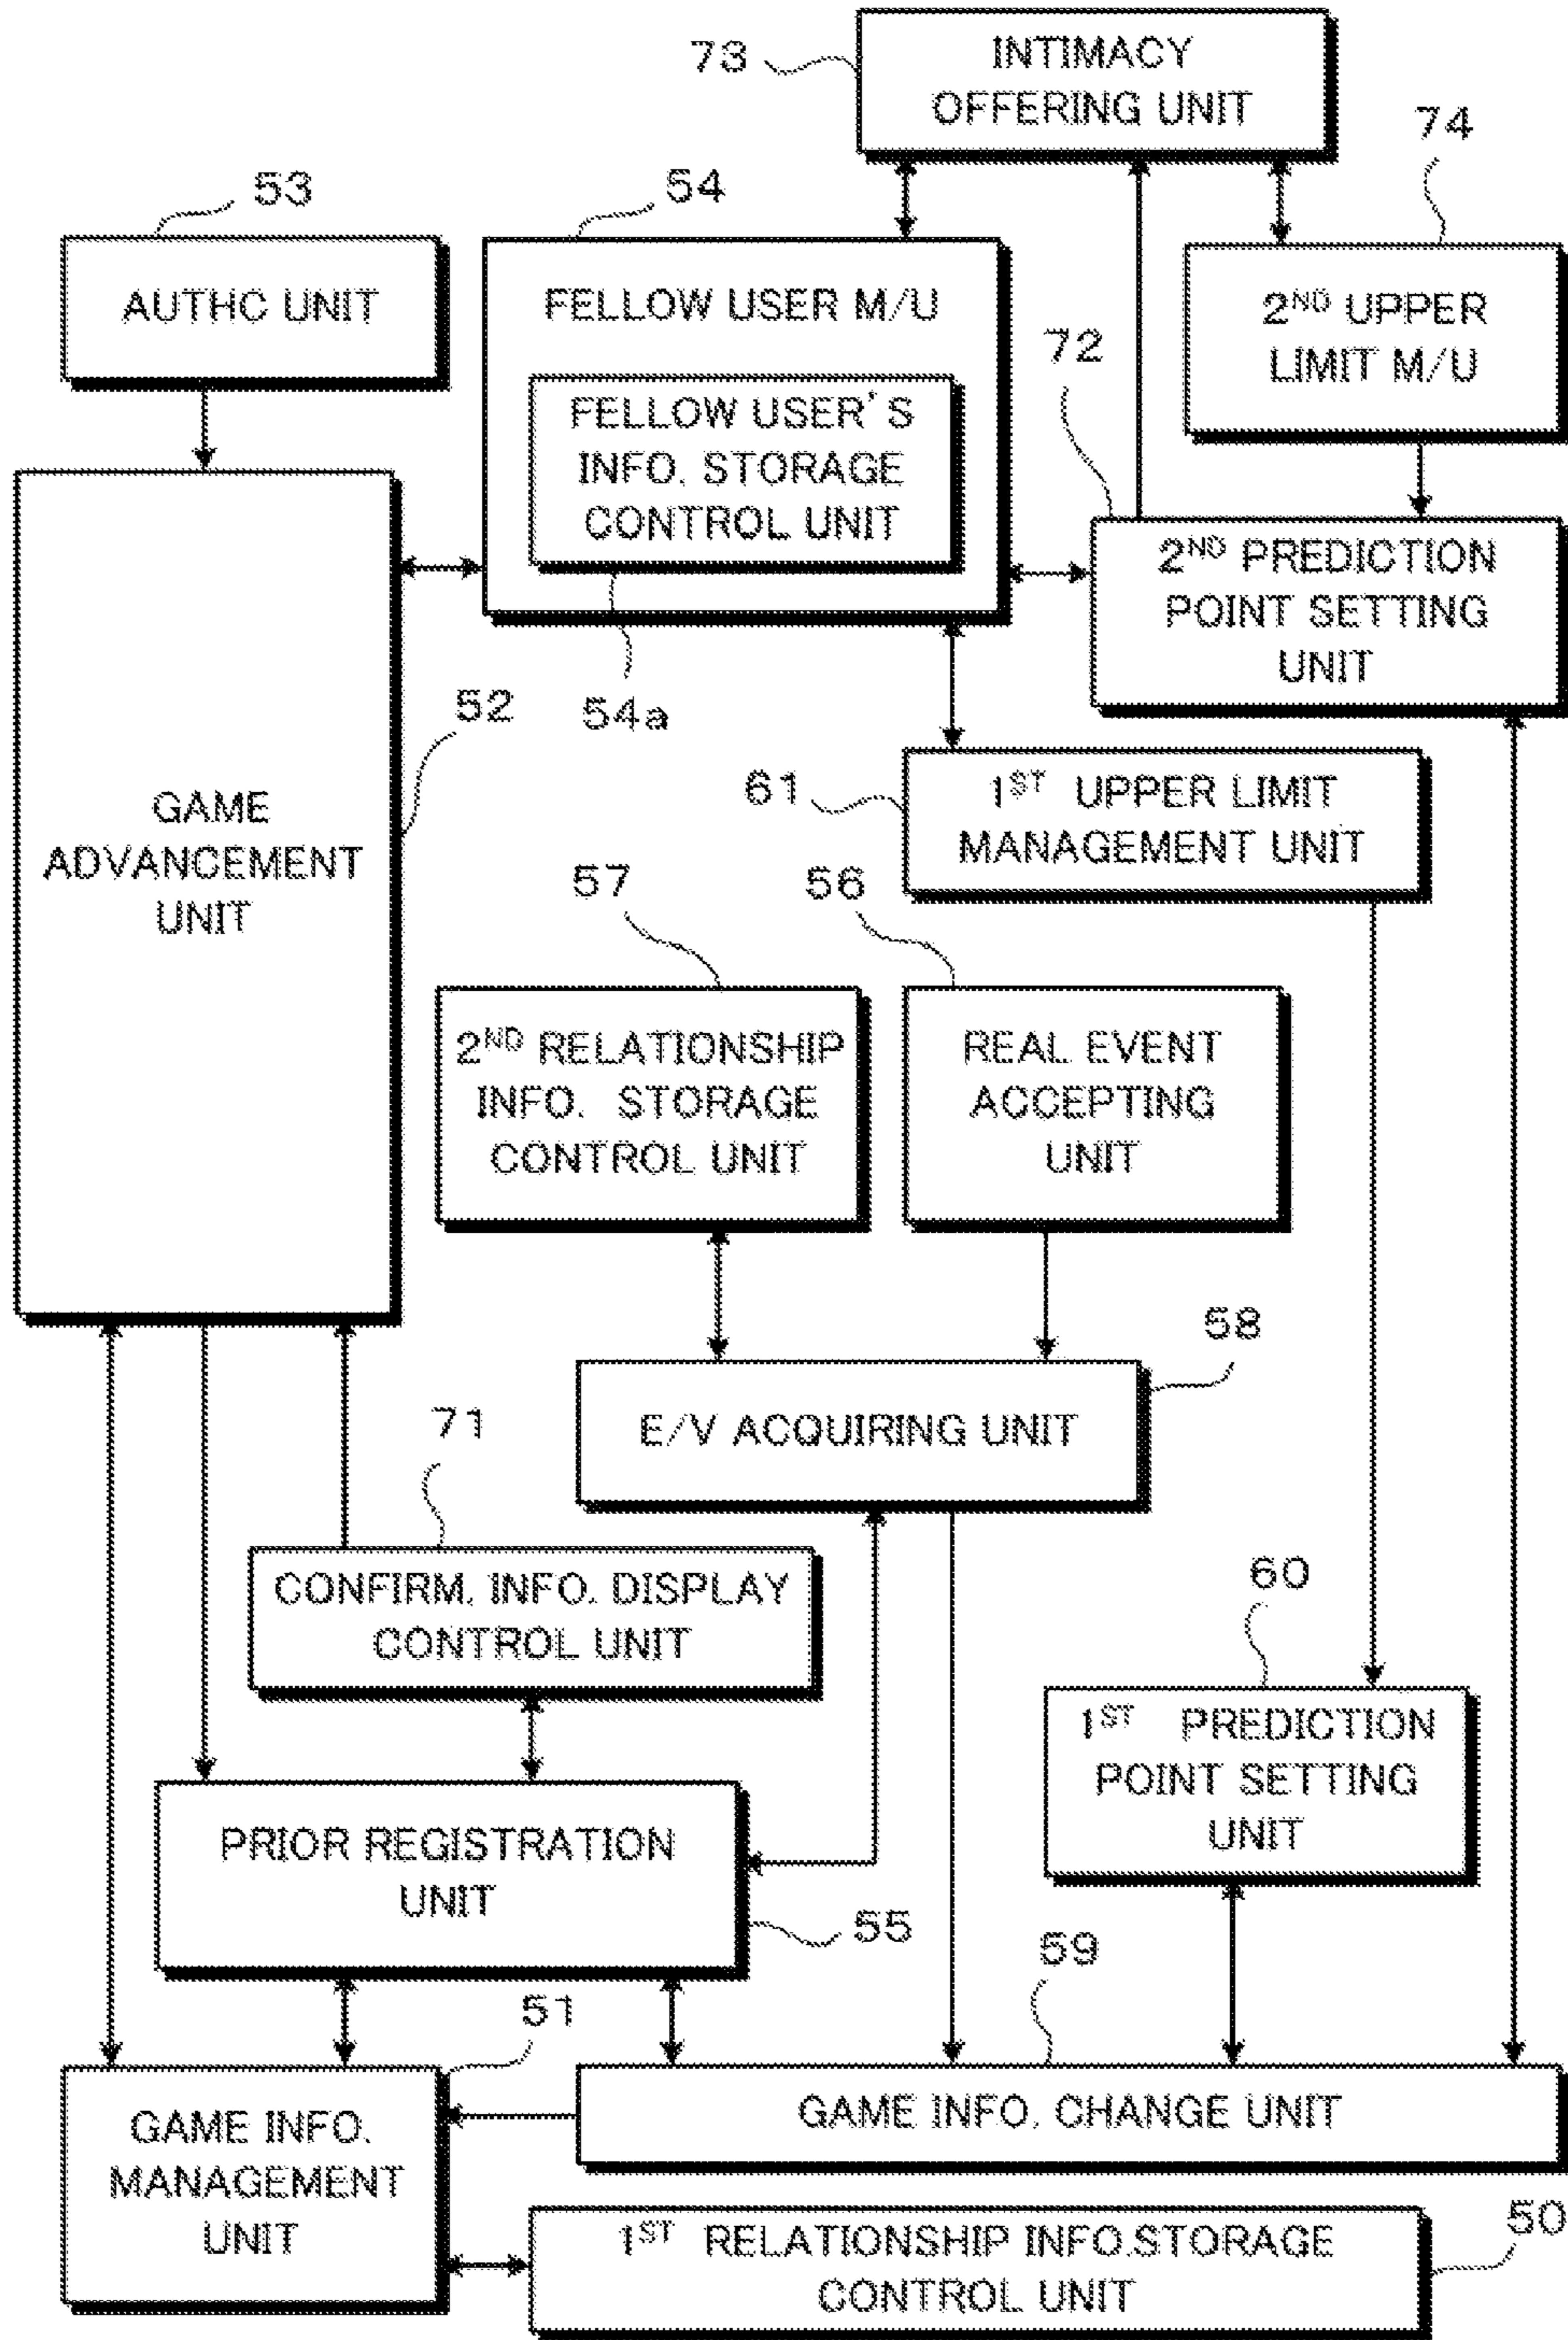 73
INTIMACY
OFFERING UNIT
74
53
54
AUTHC UNIT
FELLOW USER M/U
2ND UPPER
LIMIT M/U
72
FELLOW USER'S
INFO. STORAGE
CONTROL UNIT
2ND PREDICTION
POINT SETTING
UNIT
52
54a
GAME
ADVANCEMENT
UNIT
61
1ST UPPER LIMIT
MANAGEMENT UNIT
57
56
2ND RELATIONSHIP
INFO. STORAGE
CONTROL UNIT
REAL EVENT
ACCEPTING
UNIT
58
E/V ACQUIRING UNIT
71
CONFIRM. INFO. DISPLAY
CONTROL UNIT
60
1ST PREDICTION
POINT SETTING
UNIT
PRIOR REGISTRATION
UNIT
55
59
51
GAME INFO.
MANAGEMENT
UNIT
GAME INFO. CHANGE UNIT
1ST RELATIONSHIP INFO.STORAGE
CONTROL UNIT
50